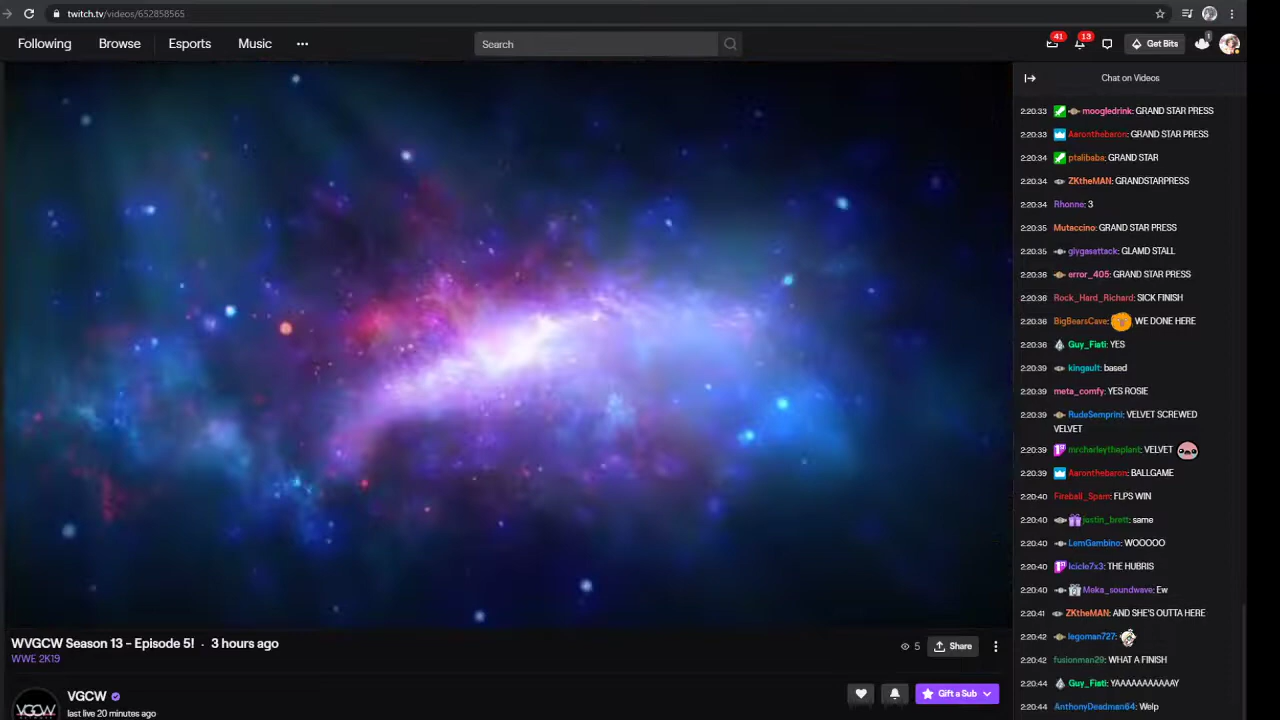 twitch.tv/videos/652858565
Following Browse Esports Music Search 41 13 Get Bits 1
Chat on Videos
2:20:33 moogledrink: GRAND STAR PRESS
2:20:33 Aaronthebaron: GRAND STAR PRESS
2:20:34 ptalibaba: GRAND STAR
2:20:34 ZKtheMAN: GRANDSTARPRESS
2:20:34 Rhonne: 3
2:20:35 Mutaccino: GRAND STAR PRESS
2:20:35 glygasattack: GLAMD STALL
2:20:36 error_405: GRAND STAR PRESS
2:20:36 Rock_Hard_Richard: SICK FINISH
2:20:36 BigBearsCave: WE DONE HERE
2:20:36 Guy_Fiati: YES
2:20:39 kingault: based
2:20:39 meta_comfy: YES ROSIE
2:20:39 RudeSemprini: VELVET SCREWED
VELVET
2:20:39 mrcharleytheplant: VELVET
2:20:39 Aaronthebaron: BALLGAME
2:20:40 Fireball_Spam: FLPS WIN
2:20:40 justin_brett: same
2:20:40 LemGambino: WOOOOO
2:20:40 Icicle7x3: THE HUBRIS
2:20:40 Meka_soundwave: Ew
2:20:41 ZKtheMAN: AND SHE'S OUTTA HERE
2:20:42 legoman727:
2:20:42 fusionman29: WHAT A FINISH
2:20:44 Guy_Fiati: YAAAAAAAAAAY
2:20:44 AnthonyDeadman64: Welp
WVGCW Season 13 - Episode 5! · 3 hours ago
WWE 2K19
5 Share
VGCW
VGCW
last live 20 minutes ago
Gift a Sub